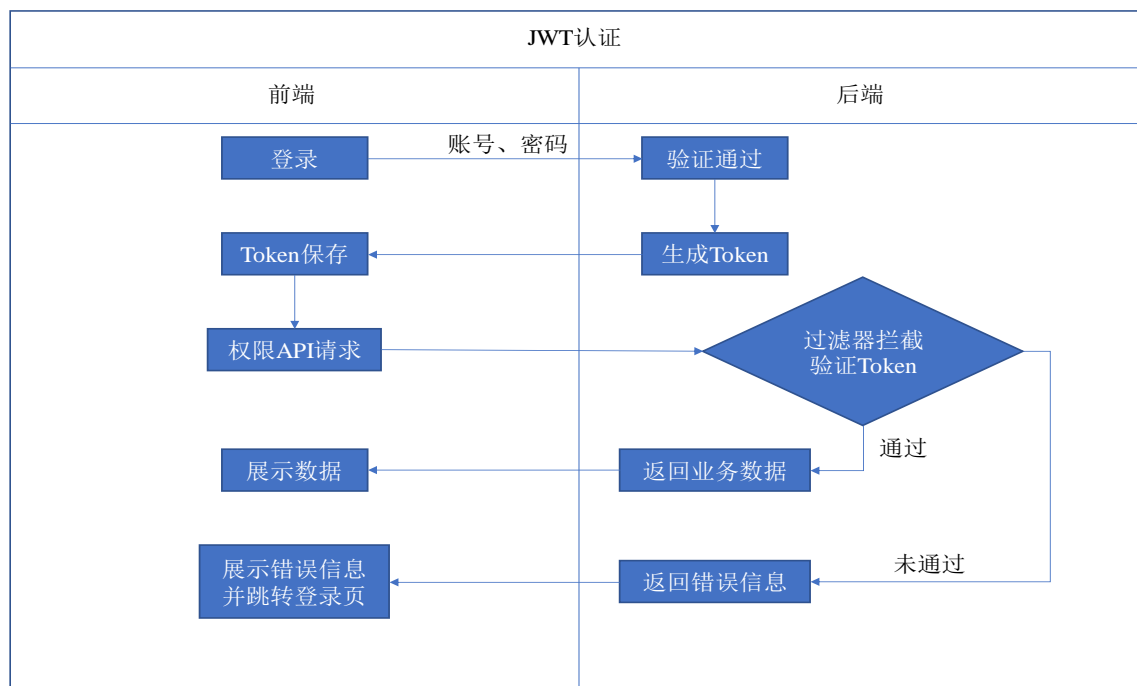 JWT认证
前端
后端
登录
账号、密码
验证通过
Token保存
生成Token
权限API请求
过滤器拦截
验证Token
通过
展示数据
返回业务数据
未通过
展示错误信息
并跳转登录页
返回错误信息